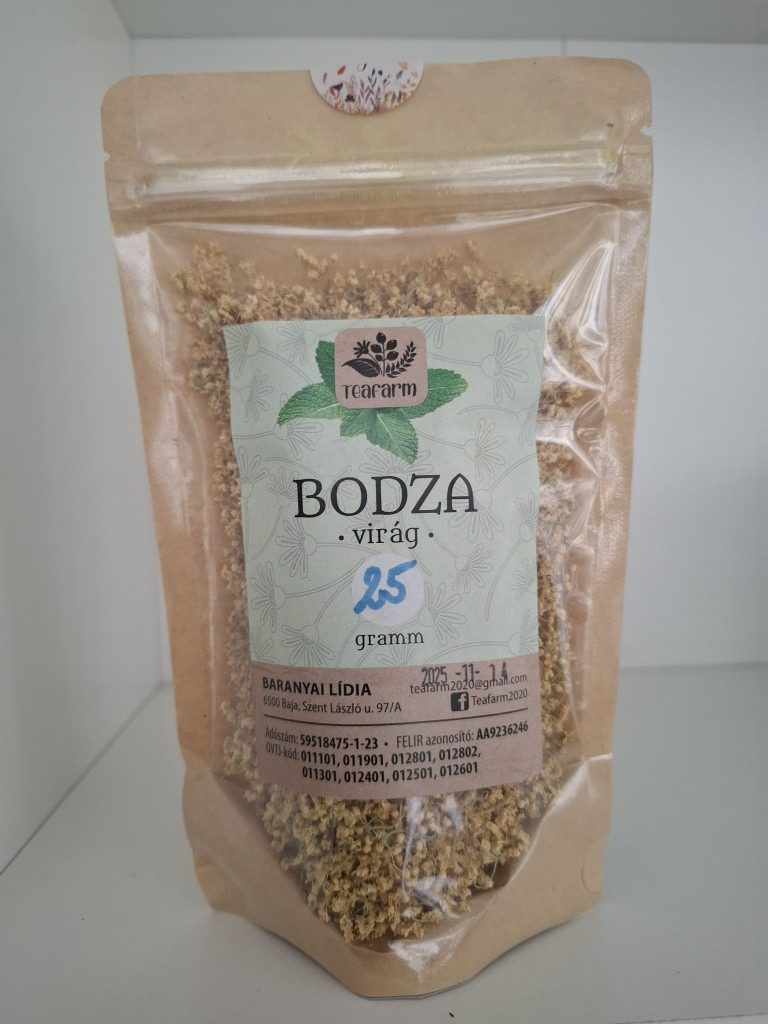 TEAFARM
BODZA
• virág •
25
gramm
2025 -11- 14
BARANYAI LÍDIA
teafarm2020@gmail.com
6500 Baja, Szent László u. 97/A
Teafarm2020
Adószám: 59518475-1-23 • FELIR azonosító: AA9236246
ÖVTJ-kód: 011101, 011901, 012801, 012802,
011301, 012401, 012501, 012601